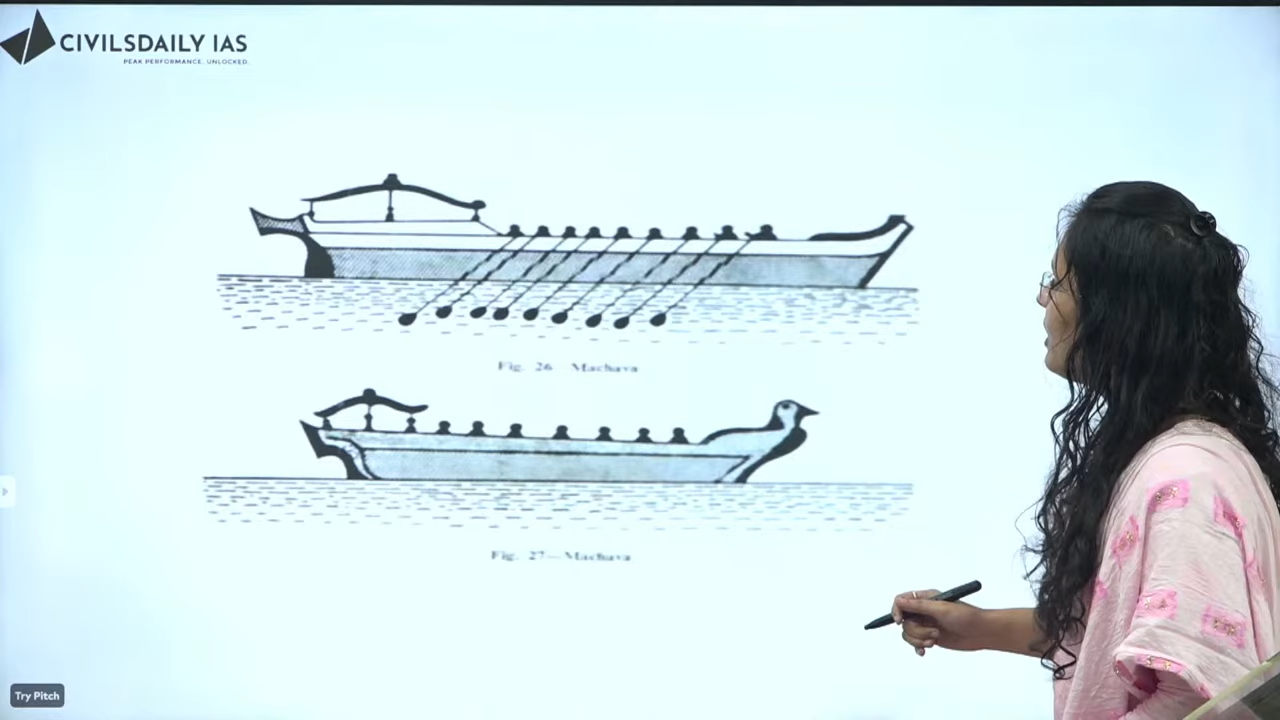 CIVILSDAILY IAS
PEAK PERFORMANCE. UNLOCKED.
Fig. 26 Machava
Fig. 27—Machava
Try Pitch